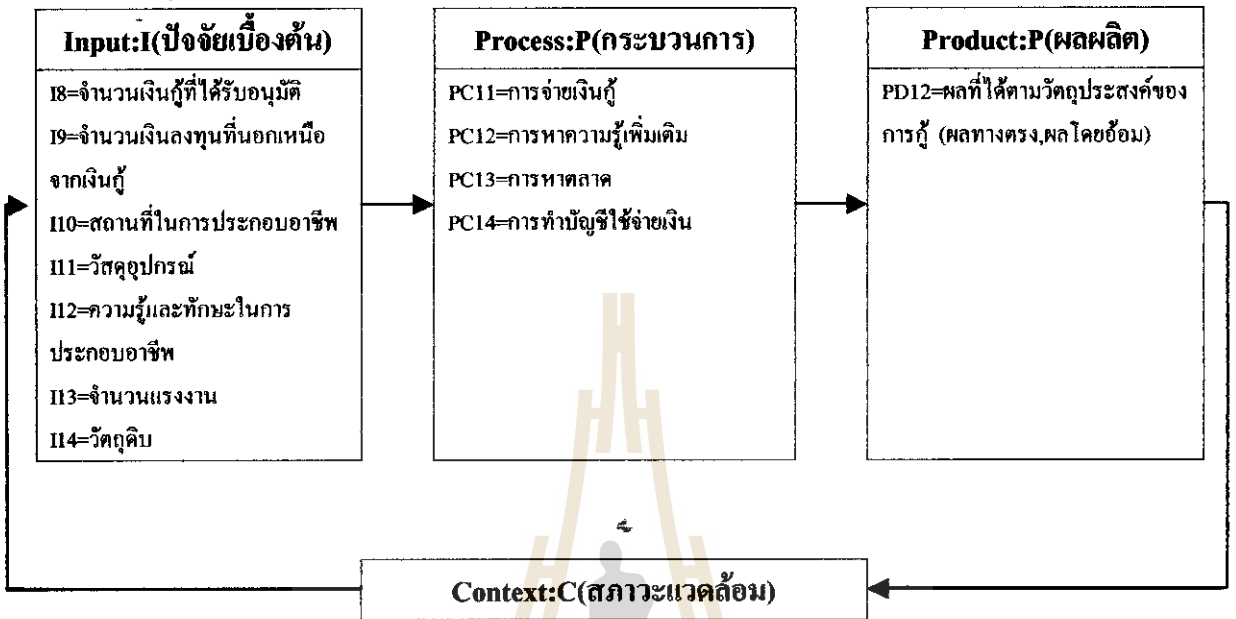 Input:I(ปัจจัยเบื้องต้น)
I8=จำนวนเงินกู้ที่ได้รับอนุมัติ
I9=จำนวนเงินลงทุนที่นอกเหนือ
จากเงินกู้
I10=สถานที่ในการประกอบอาชีพ
I11=วัสดุอุปกรณ์
I12=ความรู้และทักษะในการ
ประกอบอาชีพ
I13=จำนวนแรงงาน
I14=วัตถุดิบ
Process:P(กระบวนการ)
PC11=การจ่ายเงินกู้
PC12=การหาความรู้เพิ่มเติม
PC13=การหาตลาด
PC14=การทำบัญชีใช้จ่ายเงิน
Product:P(ผลผลิต)
PD12=ผลที่ได้ตามวัตถุประสงค์ของ
การกู้ (ผลทางตรง,ผลโดยอ้อม)
Context:C(สภาวะแวดล้อม)